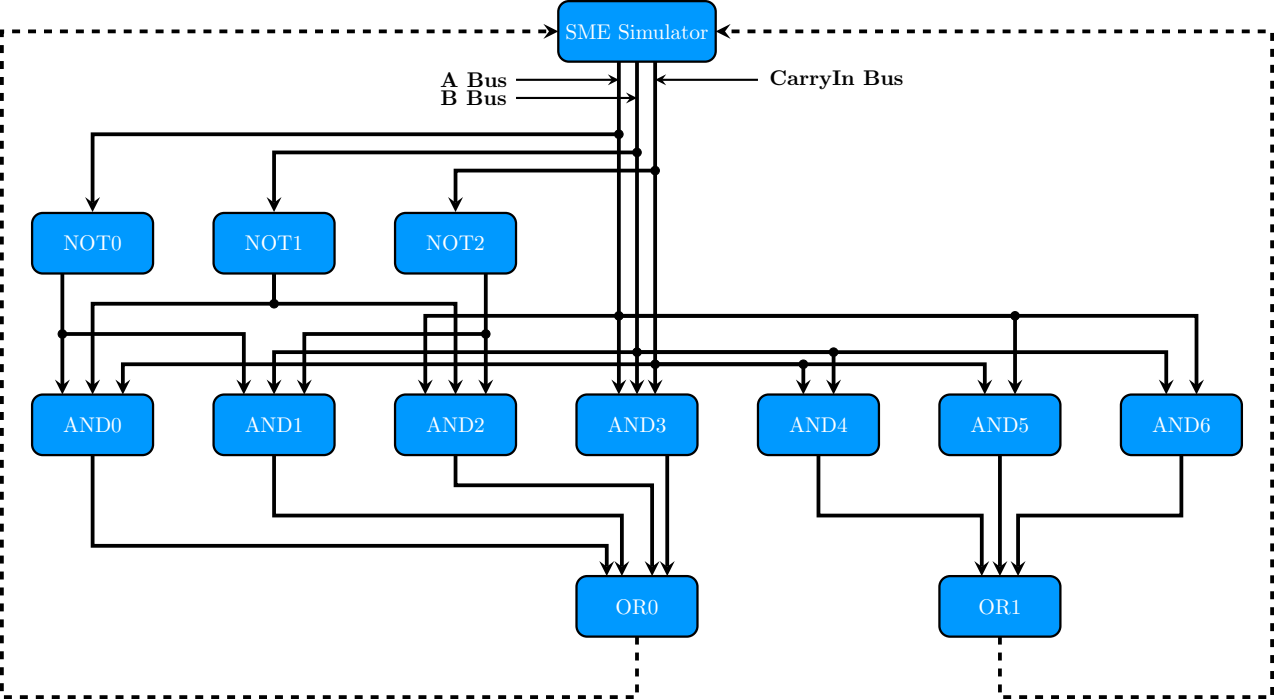 SME Simulator
A Bus
CarryIn Bus
B Bus
NOT0
NOT1
NOT2
AND0
AND1
AND2
AND3
AND4
AND5
AND6
OR0
OR1